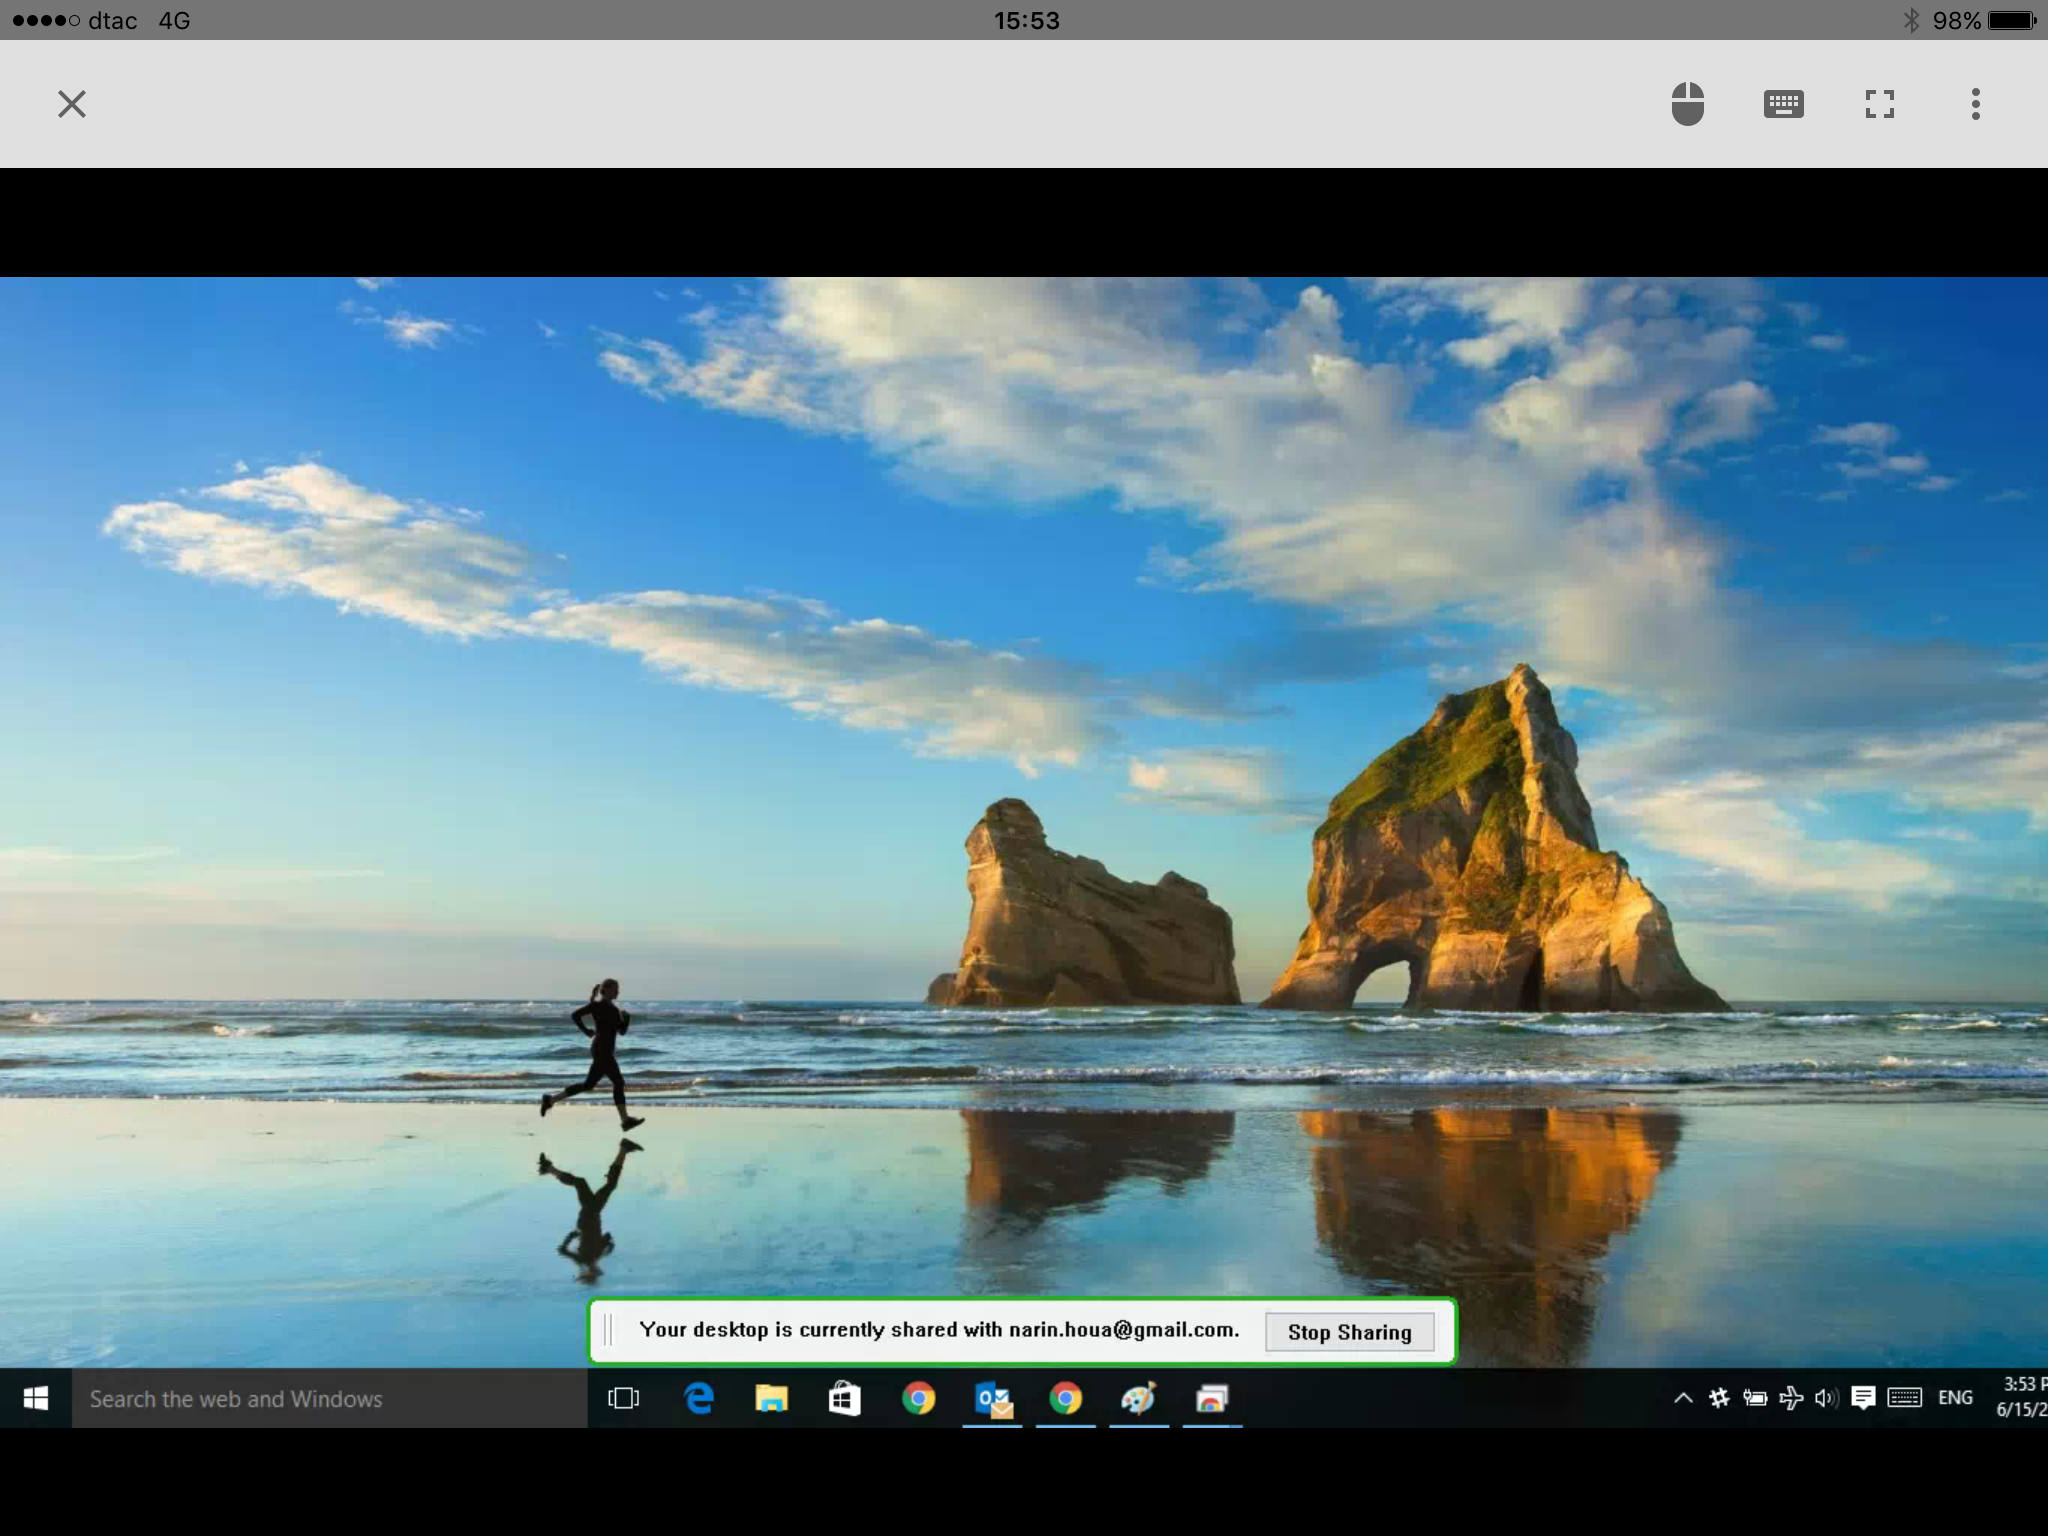 dtac 4G 15:53 98%
Your desktop is currently shared with narin.houa@gmail.com. Stop Sharing
Search the web and Windows
ENG
3:53 P
6/15/2